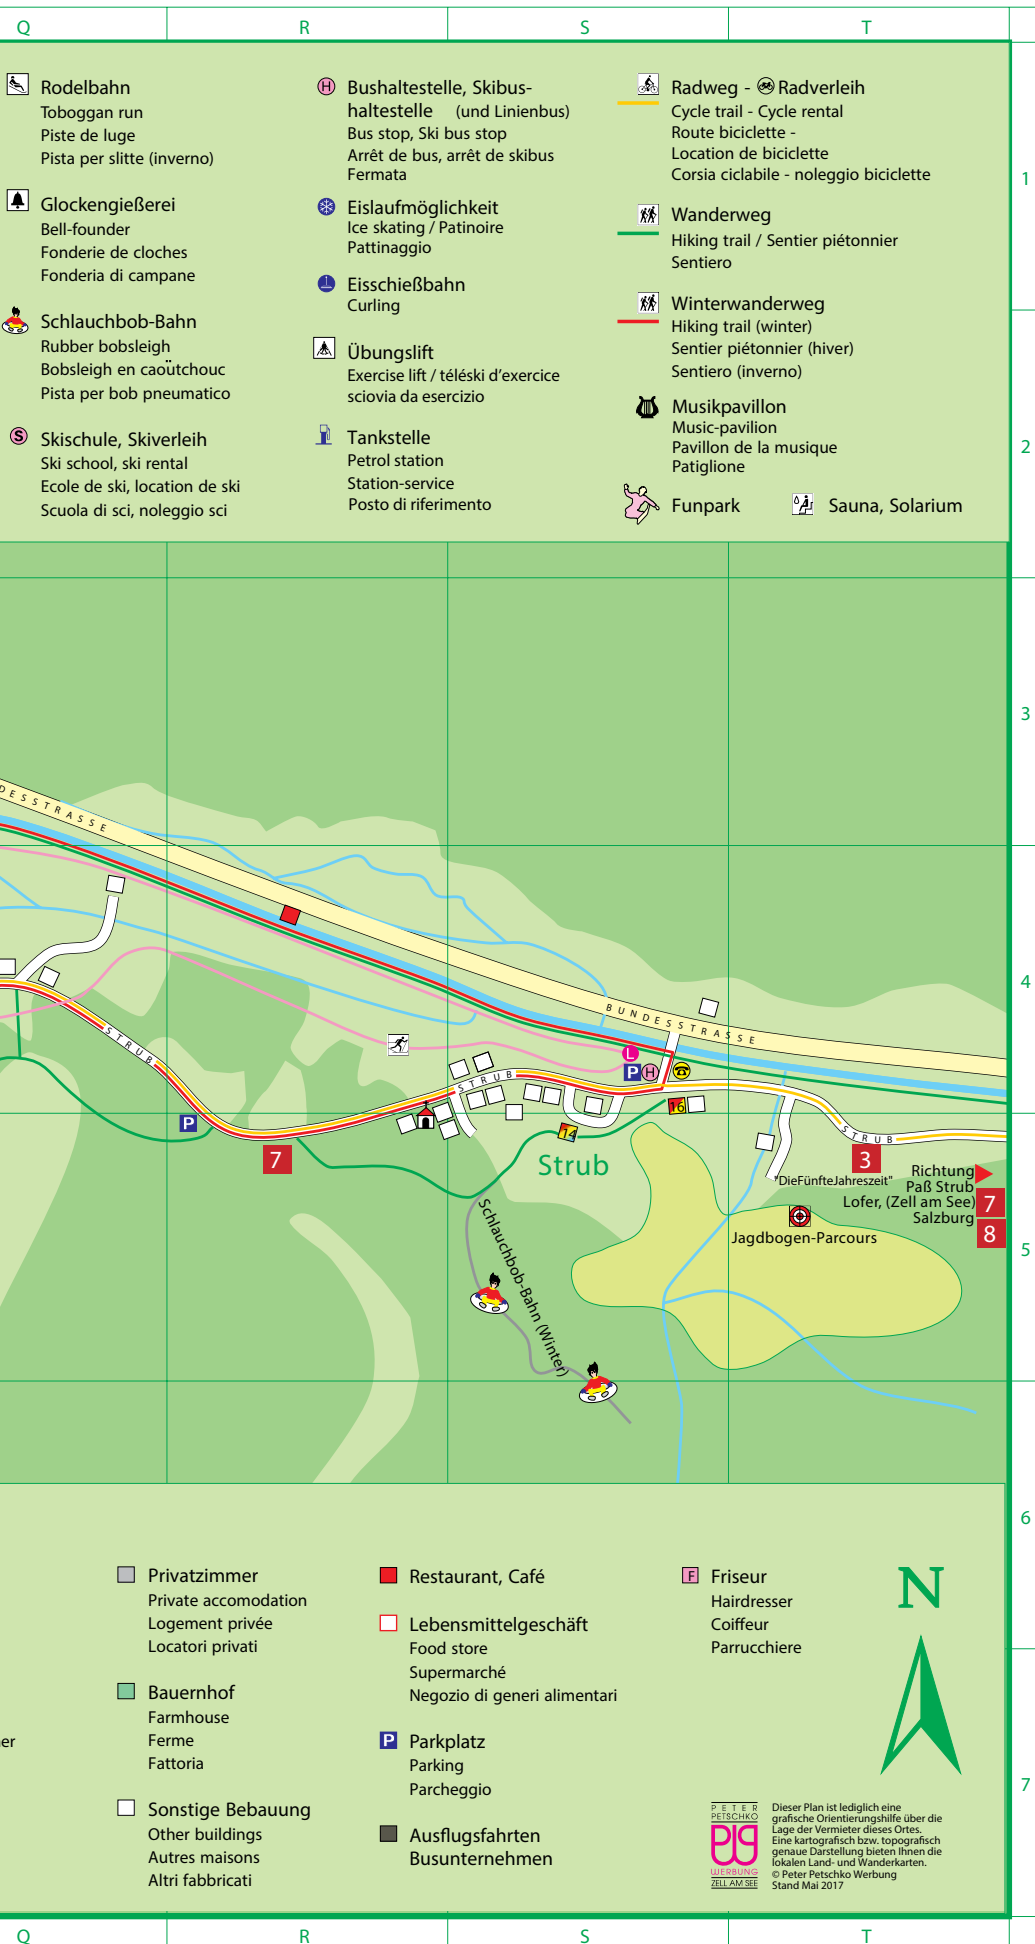 Q R S T
Rodelbahn
Toboggan run
Piste de luge
Pista per slitte (inverno)
Glockengießerei
Bell-founder
Fonderie de cloches
Fonderia di campane
Schlauchbob-Bahn
Rubber bobsleigh
Bobsleigh en caoütchouc
Pista per bob pneumatico
S Skischule, Skiverleih
Ski school, ski rental
Ecole de ski, location de ski
Scuola di sci, noleggio sci
H Bushaltestelle, Skibus-
haltestelle (und Linienbus)
Bus stop, Ski bus stop
Arrêt de bus, arrêt de skibus
Fermata
Eislaufmöglichkeit
Ice skating / Patinoire
Pattinaggio
Eisschießbahn
Curling
Übungslift
Exercise lift / téléski d'exercice
sciovia da esercizio
Tankstelle
Petrol station
Station-service
Posto di riferimento
Radweg - Radverleih
Cycle trail - Cycle rental
Route biciclette -
Location de biciclette
Corsia ciclabile - noleggio biciclette
Wanderweg
Hiking trail / Sentier piétonnier
Sentiero
Winterwanderweg
Hiking trail (winter)
Sentier piétonnier (hiver)
Sentiero (inverno)
Musikpavillon
Music-pavilion
Pavillon de la musique
Patiglione
Funpark
Sauna, Solarium
1
2
3
4
5
6
7
DESSTRASSE
BUNDESSTRASSE
STRUB
STRUB
STRUB
L
P H
16
P
14
7
Strub
3
"DieFünfteJahreszeit"
Richtung
Paß Strub
Lofer, (Zell am See)
Salzburg
7
8
Jagdbogen-Parcours
Schlauchbob-Bahn (Winter)
er
Privatzimmer
Private accomodation
Logement privée
Locatori privati
Bauernhof
Farmhouse
Ferme
Fattoria
Sonstige Bebauung
Other buildings
Autres maisons
Altri fabbricati
Restaurant, Café
Lebensmittelgeschäft
Food store
Supermarché
Negozio di generi alimentari
P Parkplatz
Parking
Parcheggio
Ausflugsfahrten
Busunternehmen
F Friseur
Hairdresser
Coiffeur
Parrucchiere
N
PETER
PETSCHKO
WERBUNG
ZELL AM SEE
Dieser Plan ist lediglich eine
grafische Orientierungshilfe über die
Lage der Vermieter dieses Ortes.
Eine kartografisch bzw. topografisch
genaue Darstellung bieten Ihnen die
lokalen Land- und Wanderkarten.
© Peter Petschko Werbung
Stand Mai 2017
Q R S T